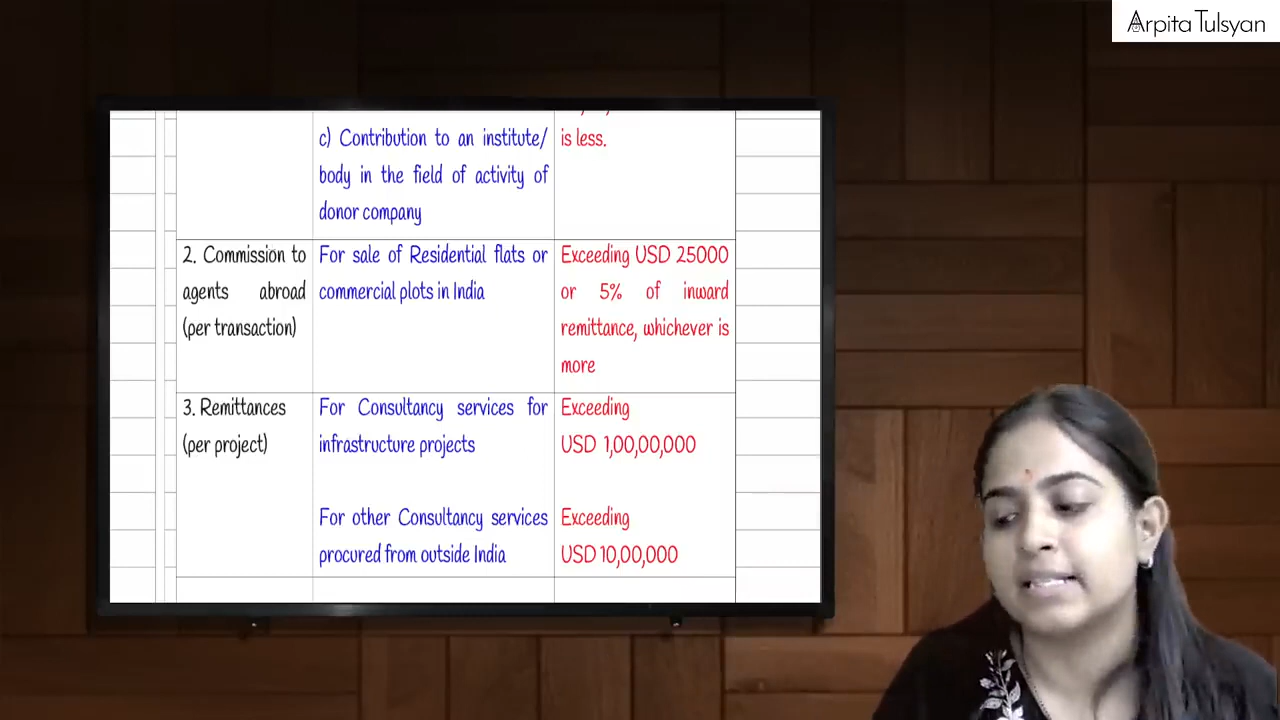 Arpita Tulsyan
c) Contribution to an institute/
body in the field of activity of
donor company
is less.
2. Commission to
agents abroad
(per transaction)
For sale of Residential flats or
commercial plots in India
Exceeding USD 25000
or 5% of inward
remittance, whichever is
more
3. Remittances
(per project)
For Consultancy services for
infrastructure projects
Exceeding
USD 1,00,00,000
For other Consultancy services
procured from outside India
Exceeding
USD 10,00,000